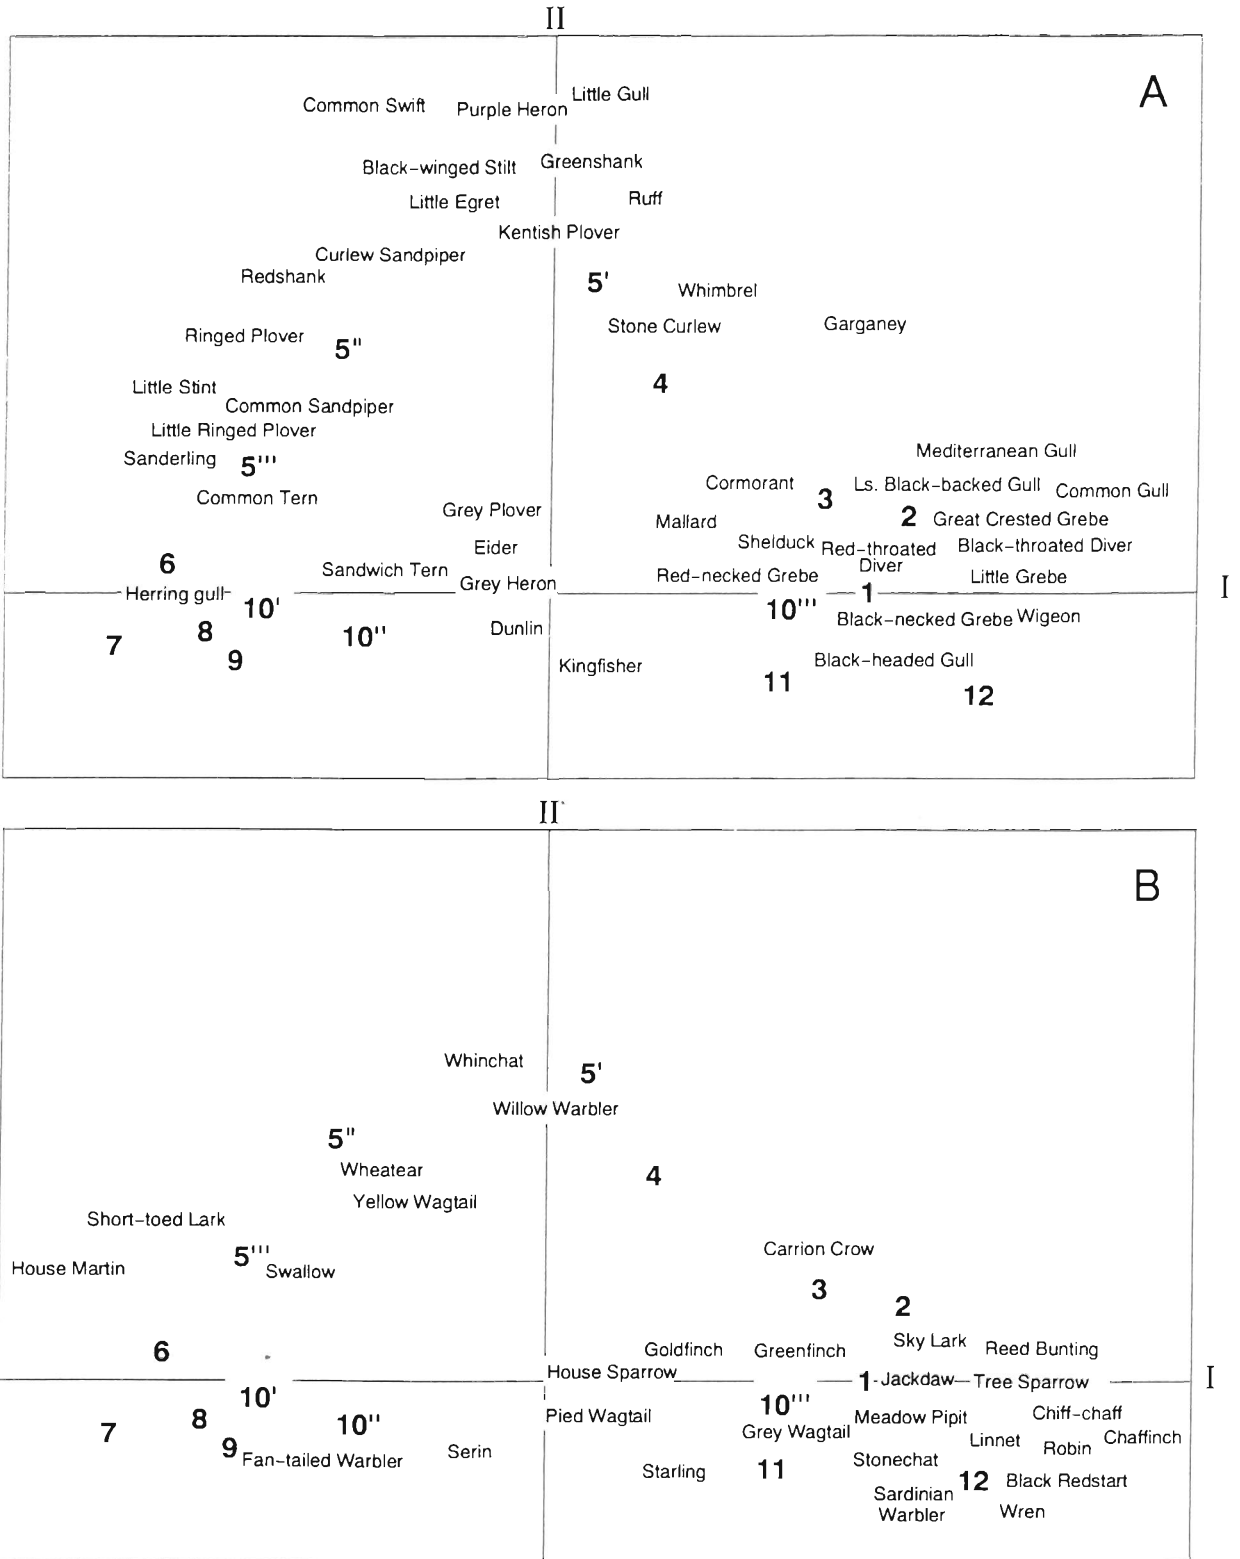 II
A
Little Gull
Common Swift
Purple Heron
Greenshank
Black-winged Stilt
Ruff
Little Egret
Kentish Plover
Curlew Sandpiper
Redshank
5'
Whimbrel
Stone Curlew
Garganey
Ringed Plover
5''
4
Little Stint
Common Sandpiper
Little Ringed Plover
Mediterranean Gull
Sanderling
5'''
Cormorant
3
Ls. Black-backed Gull
Common Gull
Common Tern
Grey Plover
Mallard
2
Great Crested Grebe
Eider
Shelduck
Red-throated
Diver
Black-throated Diver
6
Sandwich Tern
Grey Heron
Red-necked Grebe
Little Grebe
I
Herring gull
10'
10'''
1
Black-necked Grebe
Wigeon
7
8
9
10''
Dunlin
Kingfisher
Black-headed Gull
11
12
II
B
Whinchat
5'
Willow Warbler
5''
Wheatear
4
Yellow Wagtail
Short-toed Lark
5'''
House Martin
Swallow
Carrion Crow
3
2
6
Goldfinch
Greenfinch
Sky Lark
Reed Bunting
House Sparrow
1
Jackdaw
Tree Sparrow
I
10'
10'''
7
8
9
10''
Pied Wagtail
Meadow Pipit
Chiff-chaff
Grey Wagtail
Linnet
Robin
Chaffinch
Fan-tailed Warbler
Serin
Starling
11
Stonechat
12
Black Redstart
Sardinian
Warbler
Wren